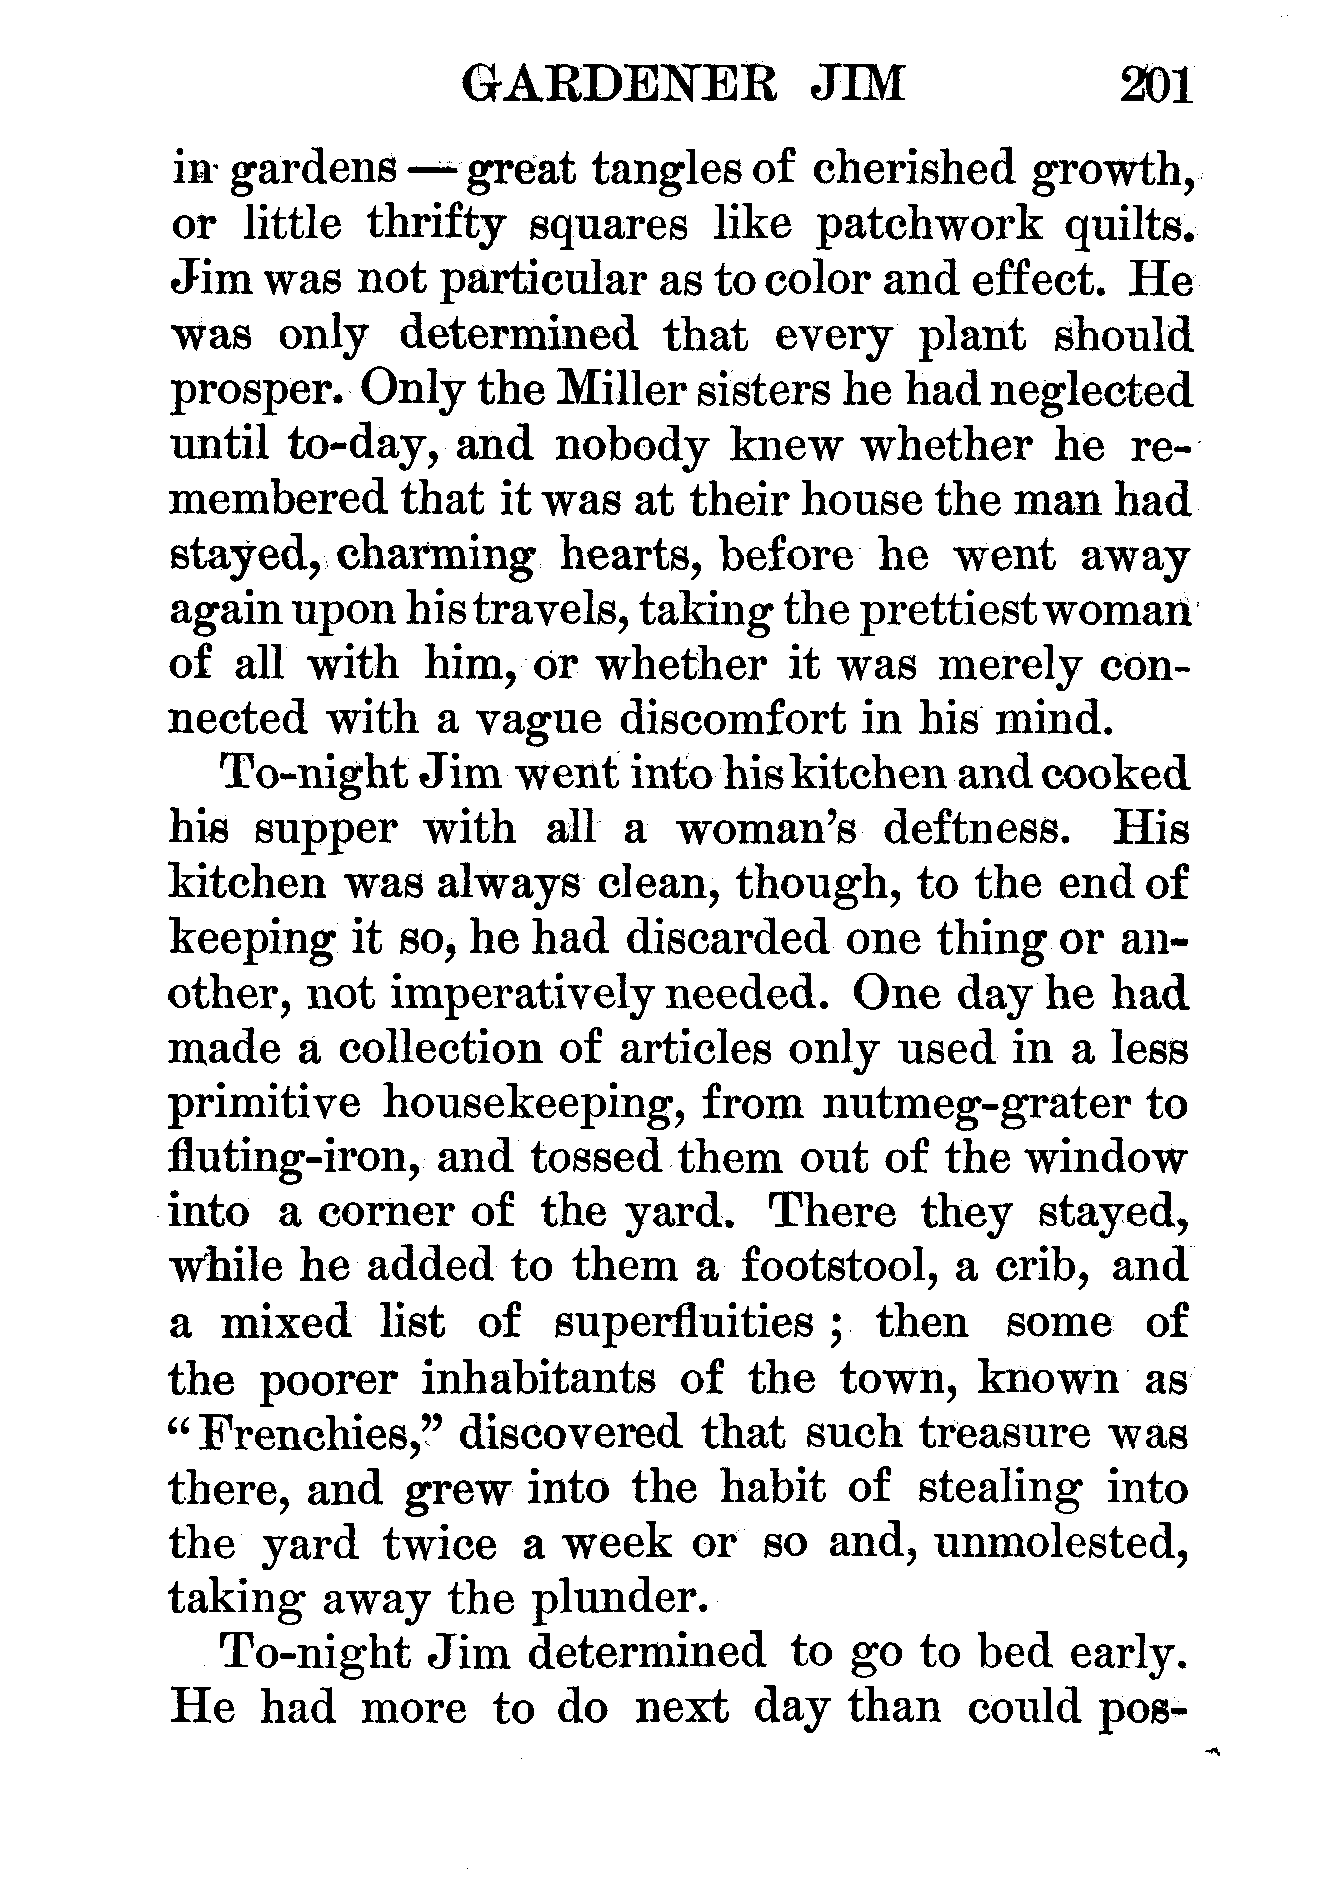 GARDENER JIM 201
in gardens — great tangles of cherished growth,
or little thrifty squares like patchwork quilts.
Jim was not particular as to color and effect. He
was only determined that every plant should
prosper. Only the Miller sisters he had neglected
until to-day, and nobody knew whether he re-
membered that it was at their house the man had
stayed, charming hearts, before he went away
again upon his travels, taking the prettiest woman
of all with him, or whether it was merely con-
nected with a vague discomfort in his mind.
To-night Jim went into his kitchen and cooked
his supper with all a woman's deftness. His
kitchen was always clean, though, to the end of
keeping it so, he had discarded one thing or an-
other, not imperatively needed. One day he had
made a collection of articles only used in a less
primitive housekeeping, from nutmeg-grater to
fluting-iron, and tossed them out of the window
into a corner of the yard. There they stayed,
while he added to them a footstool, a crib, and
a mixed list of superfluities ; then some of
the poorer inhabitants of the town, known as
“Frenchies,” discovered that such treasure was
there, and grew into the habit of stealing into
the yard twice a week or so and, unmolested,
taking away the plunder.
To-night Jim determined to go to bed early.
He had more to do next day than could pos-